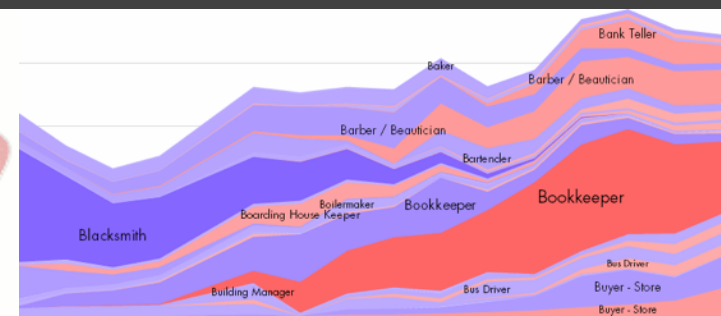 Bank Teller
Baker
Barber / Beautician
Barber / Beautician
Bartender
Bookkeeper
Boilermaker
Bookkeeper
Boarding House Keeper
Blacksmith
Bus Driver
Building Manager
Bus Driver
Buyer - Store
Buyer - Store